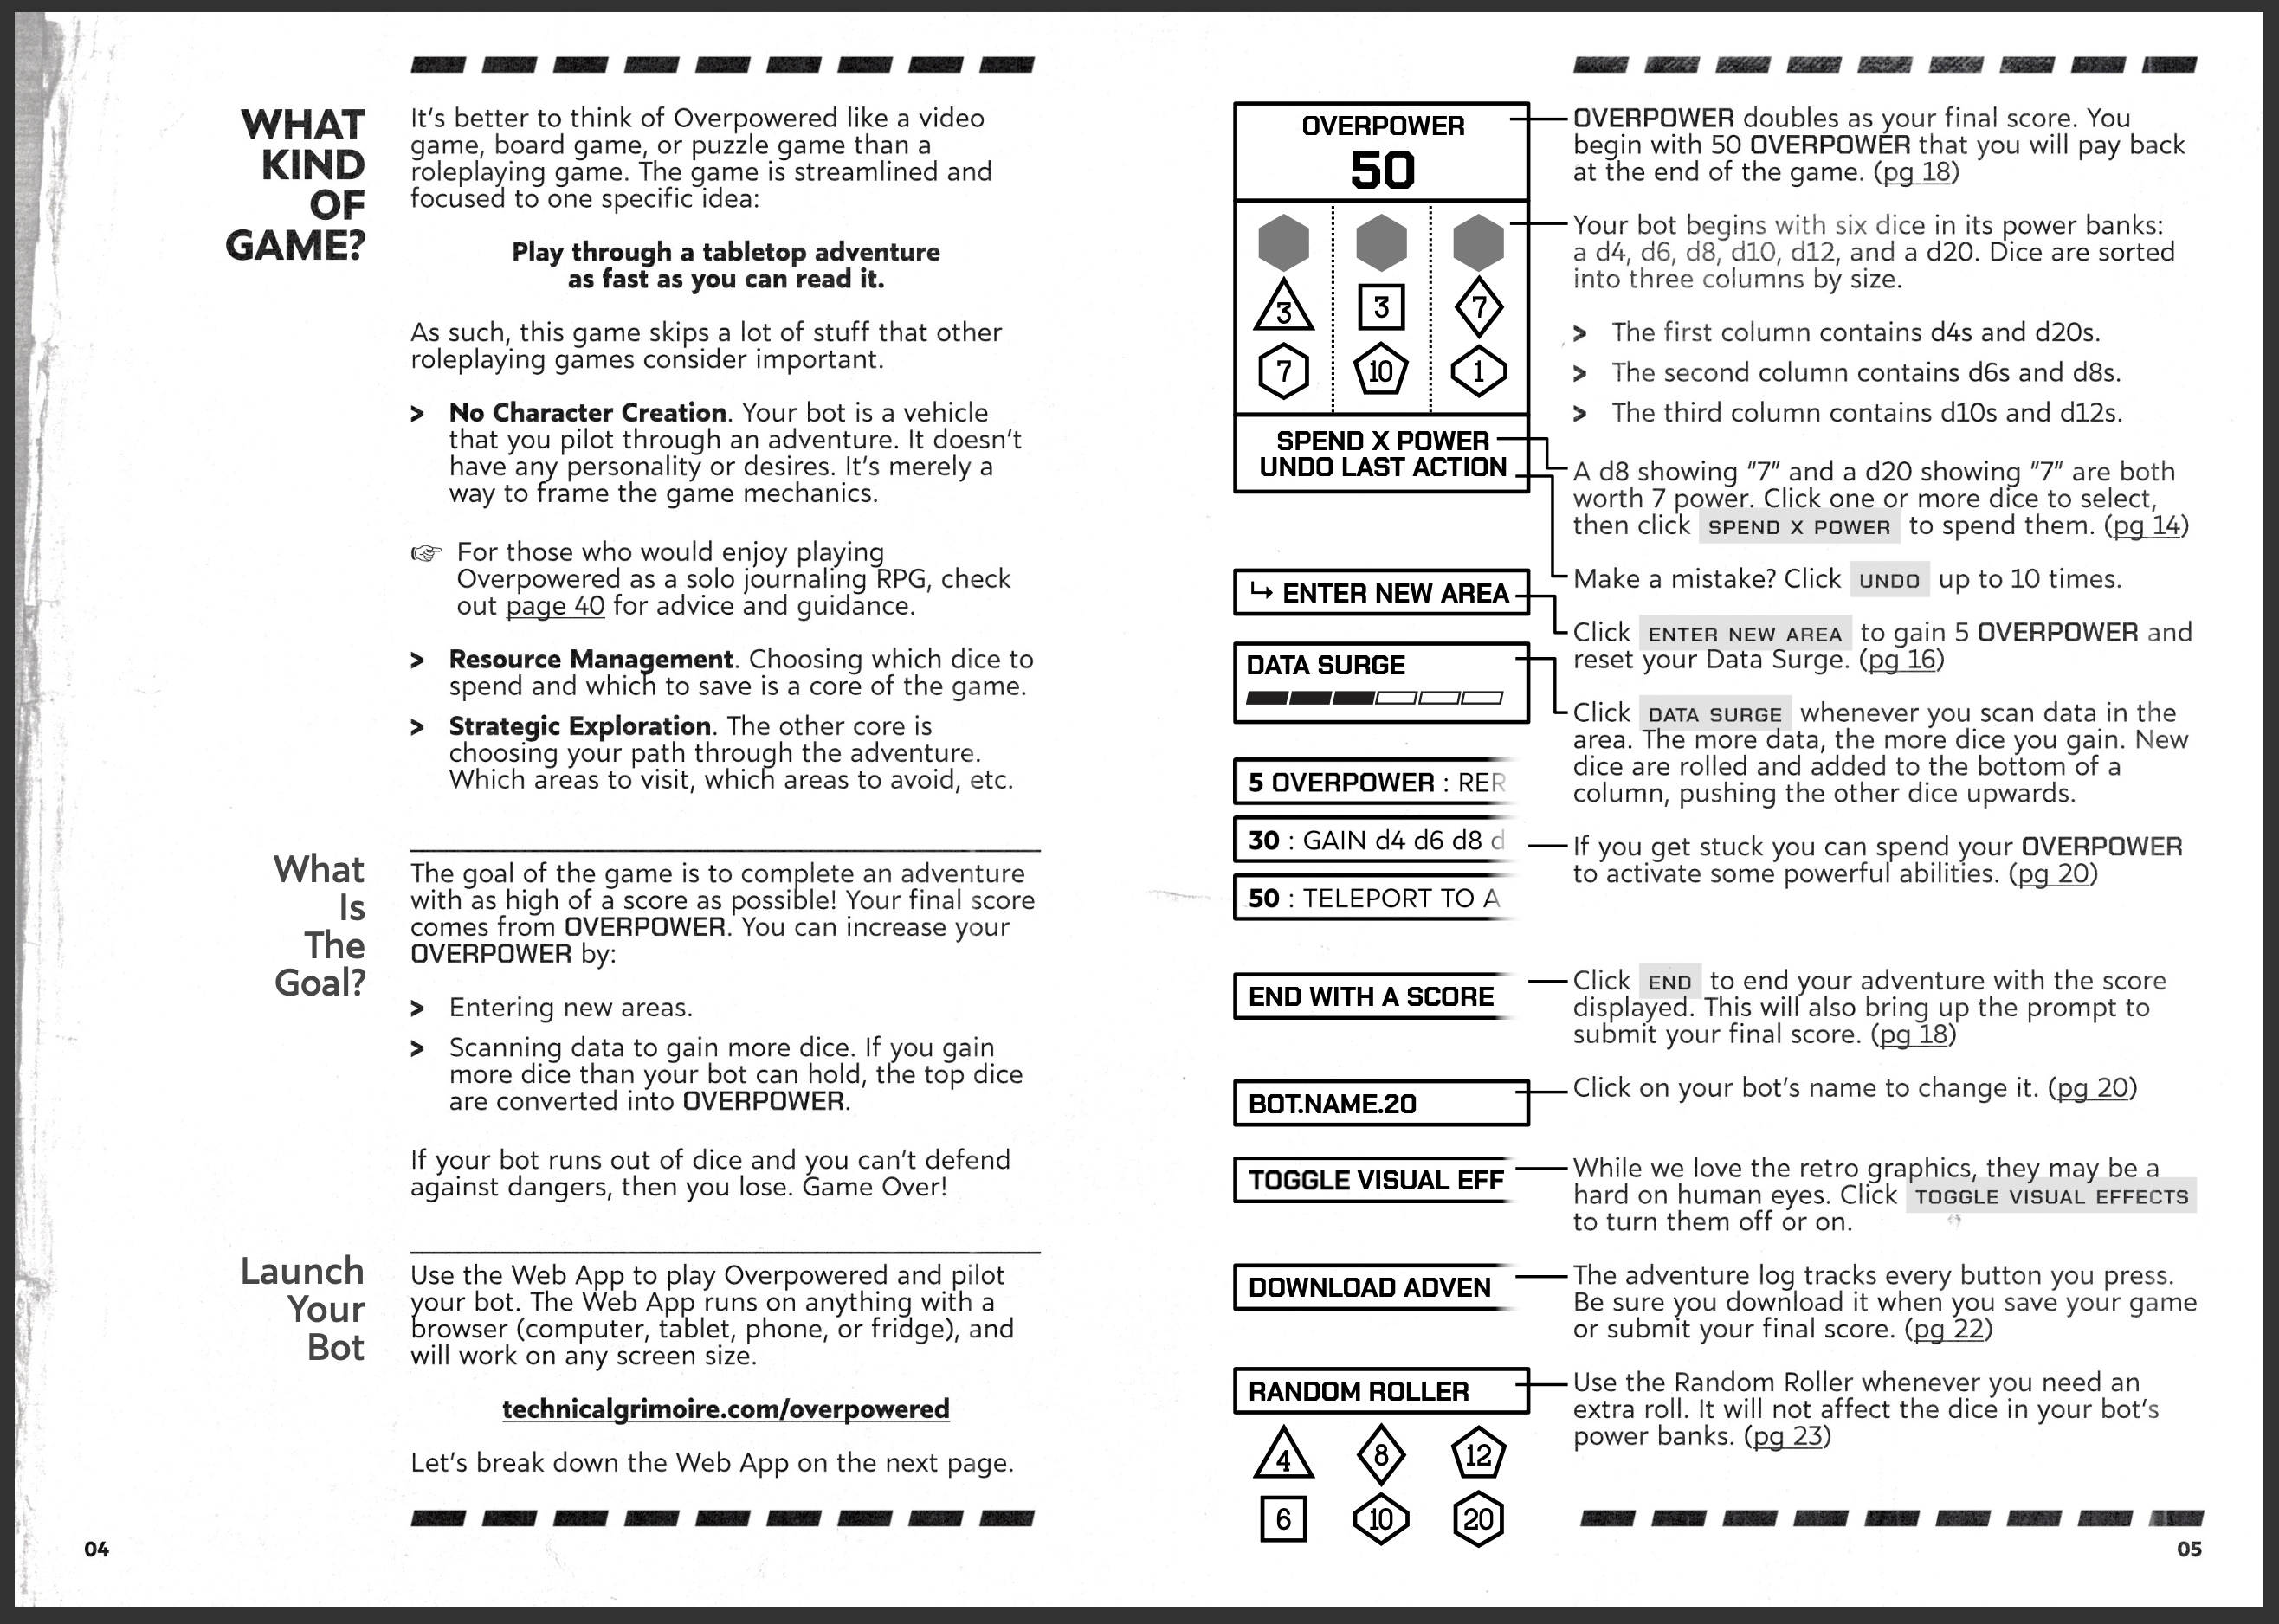 WHAT
KIND
OF
GAME?
It's better to think of Overpowered like a video
game, board game, or puzzle game than a
roleplaying game. The game is streamlined and
focused to one specific idea:
Play through a tabletop adventure
as fast as you can read it.
As such, this game skips a lot of stuff that other
roleplaying games consider important.
> No Character Creation. Your bot is a vehicle
that you pilot through an adventure. It doesn't
have any personality or desires. It's merely a
way to frame the game mechanics.
☞ For those who would enjoy playing
Overpowered as a solo journaling RPG, check
out page 40 for advice and guidance.
> Resource Management. Choosing which dice to
spend and which to save is a core of the game.
> Strategic Exploration. The other core is
choosing your path through the adventure.
Which areas to visit, which areas to avoid, etc.
What
Is
The
Goal?
The goal of the game is to complete an adventure
with as high of a score as possible! Your final score
comes from OVERPOWER. You can increase your
OVERPOWER by:
> Entering new areas.
> Scanning data to gain more dice. If you gain
more dice than your bot can hold, the top dice
are converted into OVERPOWER.
If your bot runs out of dice and you can't defend
against dangers, then you lose. Game Over!
Launch
Your
Bot
Use the Web App to play Overpowered and pilot
your bot. The Web App runs on anything with a
browser (computer, tablet, phone, or fridge), and
will work on any screen size.
technicalgrimoire.com/overpowered
Let's break down the Web App on the next page.
04
OVERPOWER
50
3 3 7
7 10 1
SPEND X POWER
UNDO LAST ACTION
↪ ENTER NEW AREA
DATA SURGE
5 OVERPOWER : RER
30 : GAIN d4 d6 d8 d
50 : TELEPORT TO A
END WITH A SCORE
BOT.NAME.20
TOGGLE VISUAL EFF
DOWNLOAD ADVEN
RANDOM ROLLER
4 8 12
6 10 20
OVERPOWER doubles as your final score. You
begin with 50 OVERPOWER that you will pay back
at the end of the game. (pg 18)
Your bot begins with six dice in its power banks:
a d4, d6, d8, d10, d12, and a d20. Dice are sorted
into three columns by size.
> The first column contains d4s and d20s.
> The second column contains d6s and d8s.
> The third column contains d10s and d12s.
A d8 showing "7" and a d20 showing "7" are both
worth 7 power. Click one or more dice to select,
then click SPEND X POWER to spend them. (pg 14)
Make a mistake? Click UNDO up to 10 times.
Click ENTER NEW AREA to gain 5 OVERPOWER and
reset your Data Surge. (pg 16)
Click DATA SURGE whenever you scan data in the
area. The more data, the more dice you gain. New
dice are rolled and added to the bottom of a
column, pushing the other dice upwards.
If you get stuck you can spend your OVERPOWER
to activate some powerful abilities. (pg 20)
Click END to end your adventure with the score
displayed. This will also bring up the prompt to
submit your final score. (pg 18)
Click on your bot's name to change it. (pg 20)
While we love the retro graphics, they may be a
hard on human eyes. Click TOGGLE VISUAL EFFECTS
to turn them off or on.
The adventure log tracks every button you press.
Be sure you download it when you save your game
or submit your final score. (pg 22)
Use the Random Roller whenever you need an
extra roll. It will not affect the dice in your bot's
power banks. (pg 23)
05